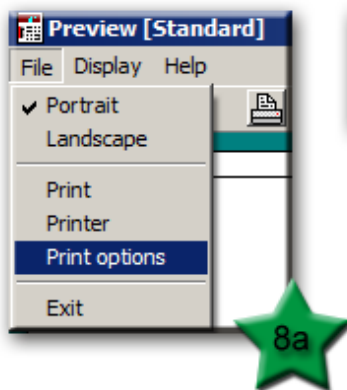 Preview [Standard]
File Display Help
Portrait
Landscape
Print
Printer
Print options
Exit
8a